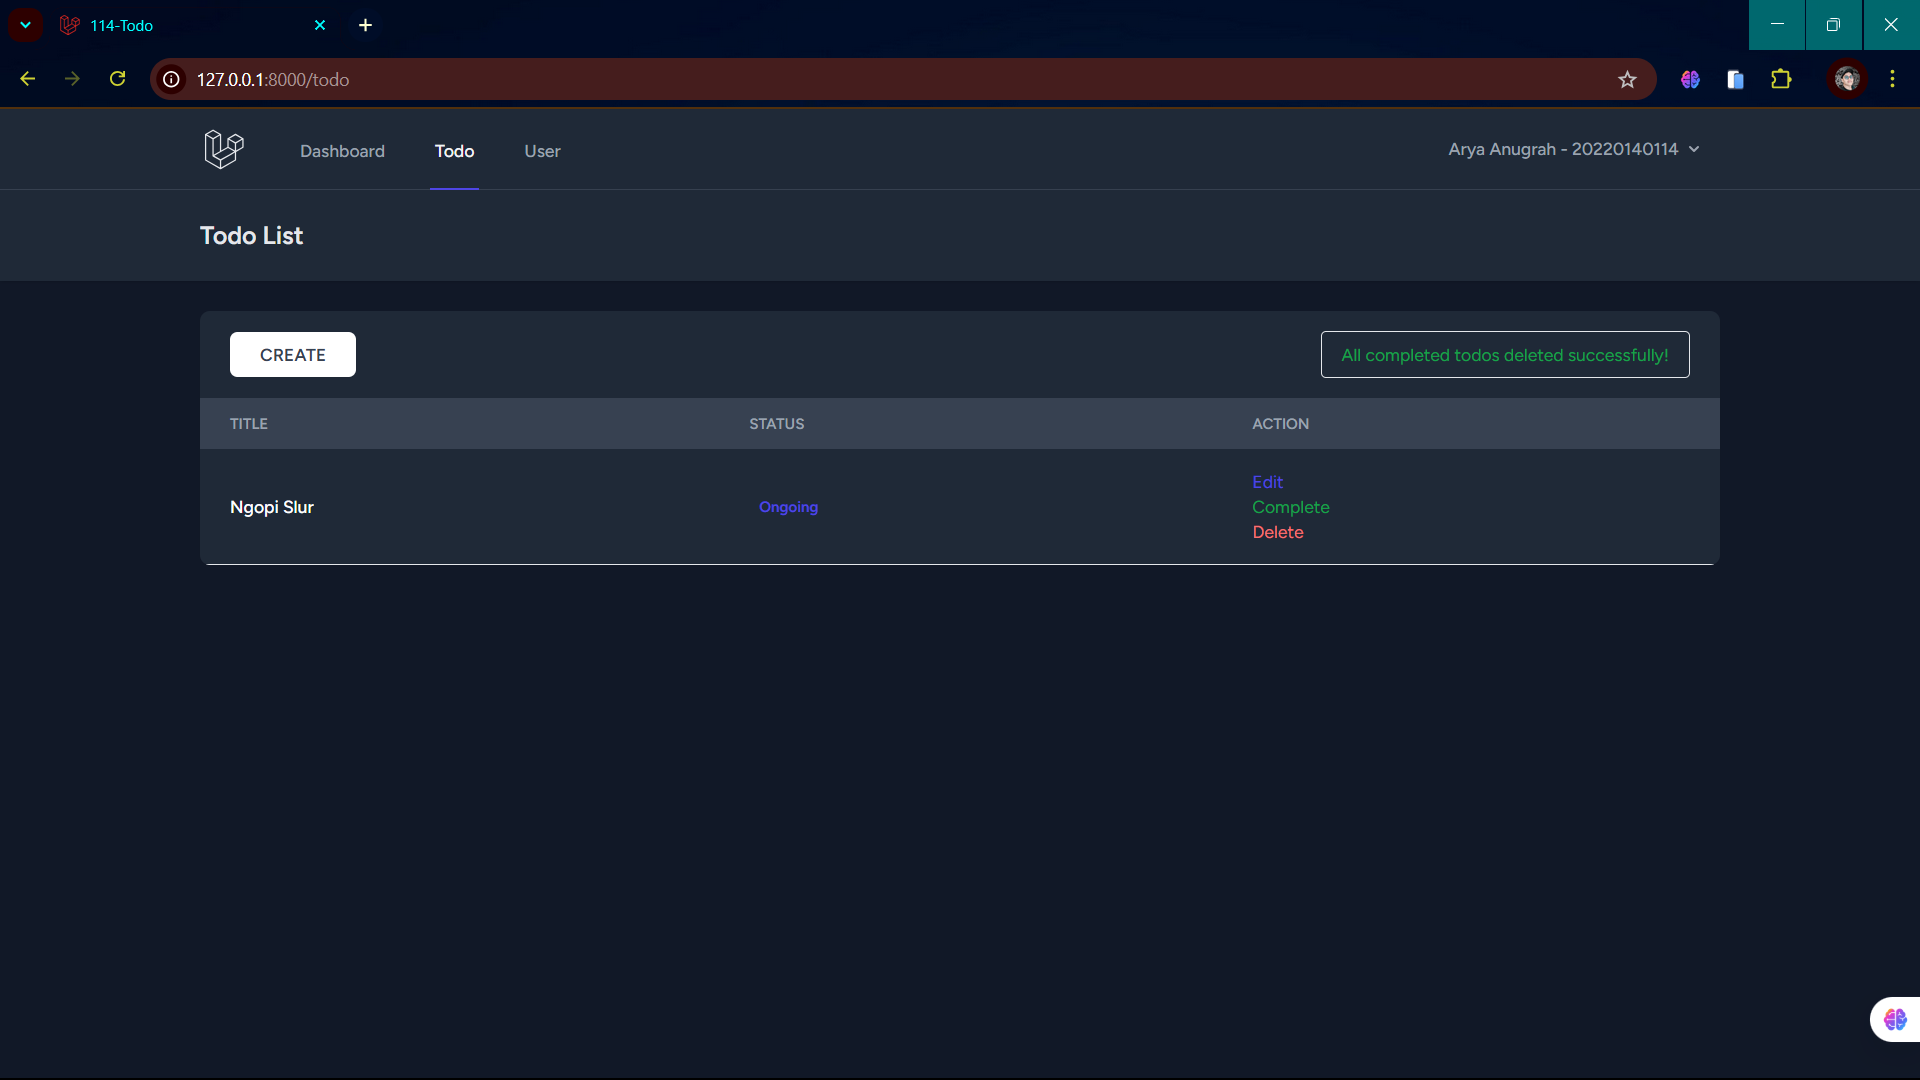 114-Todo
127.0.0.1:8000/todo
Dashboard
Todo
User
Arya Anugrah - 20220140114
Todo List
CREATE
All completed todos deleted successfully!
TITLE
STATUS
ACTION
Ngopi Slur
Ongoing
Edit
Complete
Delete